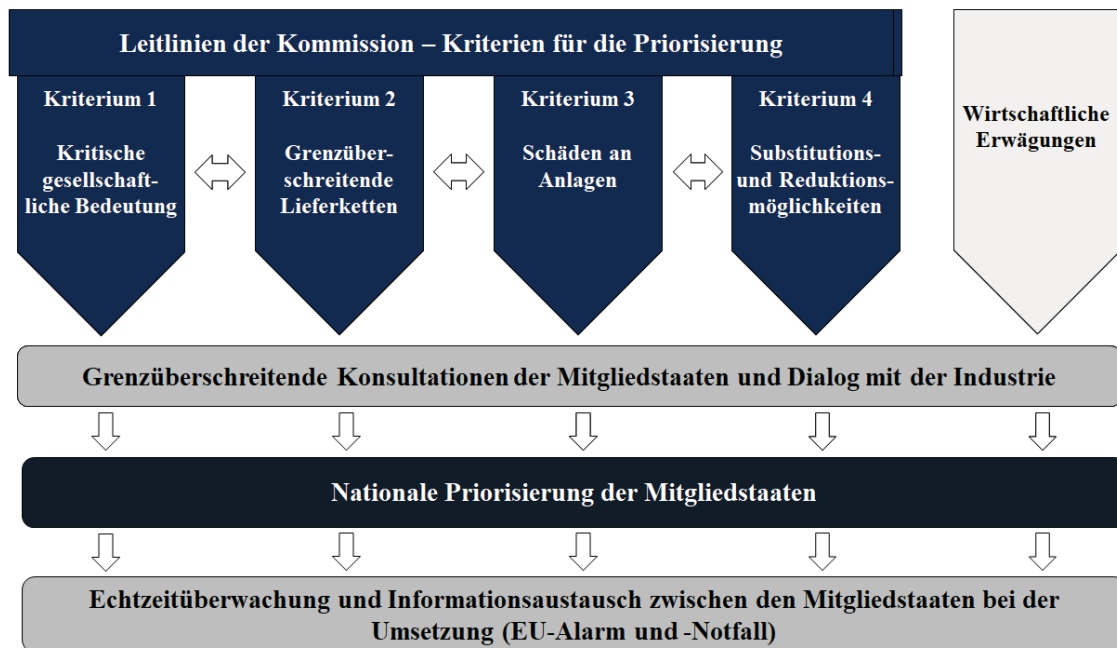 Leitlinien der Kommission – Kriterien für die Priorisierung
Kriterium 1
Kritische
gesellschaft-
liche Bedeutung
Kriterium 2
Grenzüber-
schreitende
Lieferketten
Kriterium 3
Schäden an
Anlagen
Kriterium 4
Substitutions-
und Reduktions-
möglichkeiten
Wirtschaftliche
Erwägungen
Grenzüberschreitende Konsultationen der Mitgliedstaaten und Dialog mit der Industrie
Nationale Priorisierung der Mitgliedstaaten
Echtzeitüberwachung und Informationsaustausch zwischen den Mitgliedstaaten bei der
Umsetzung (EU-Alarm und -Notfall)